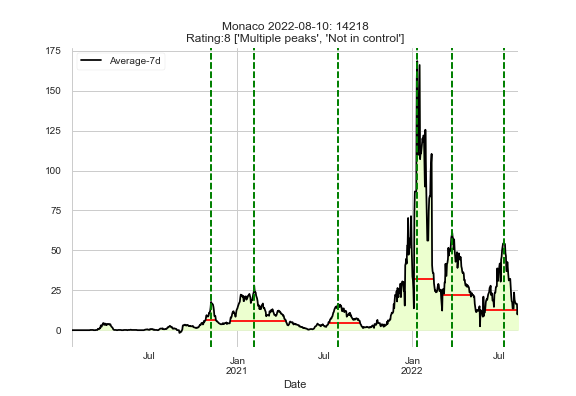 Monaco 2022-08-10: 14218
Rating:8 ['Multiple peaks', 'Not in control']
Average-7d
175
150
125
100
75
50
25
0
Jul
Jan
2021
Jul
Jan
2022
Jul
Date